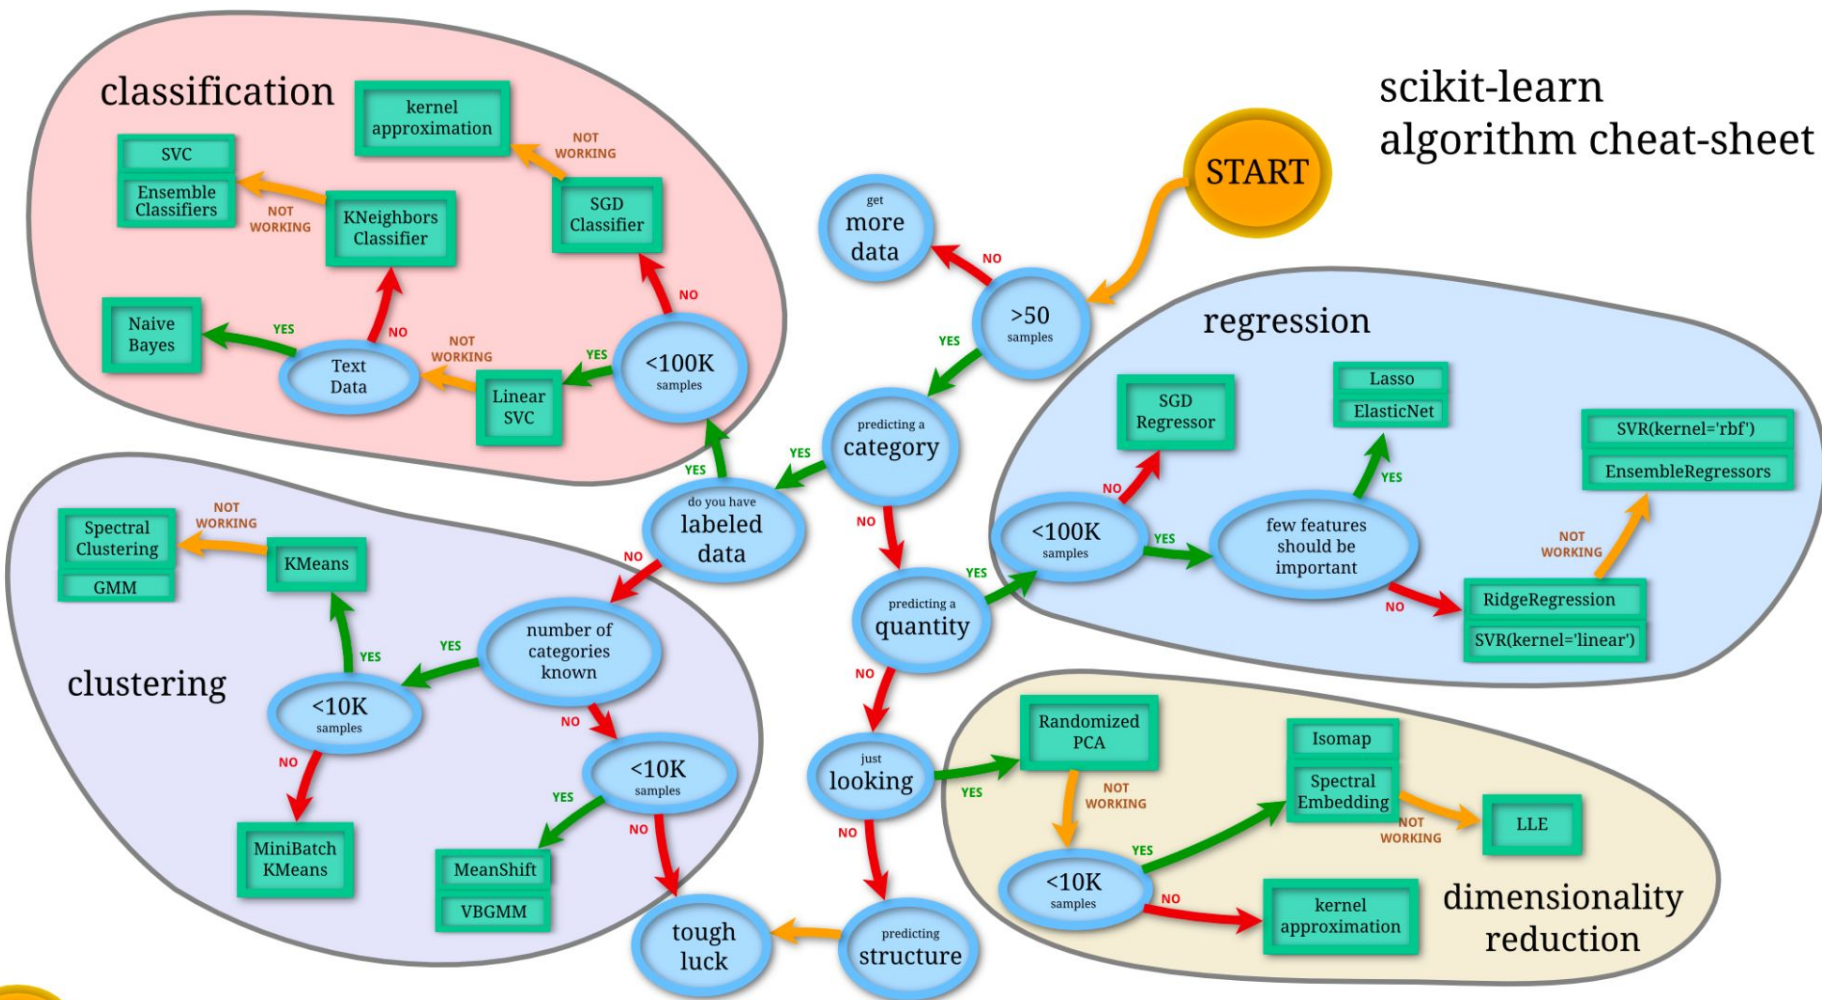 scikit-learn
algorithm cheat-sheet
START
classification
kernel
approximation
NOT
WORKING
SVC
Ensemble
Classifiers
NOT
WORKING
KNeighbors
Classifier
SGD
Classifier
NO
Naive
Bayes
YES
NO
Text
Data
NOT
WORKING
Linear
SVC
YES
<100K
samples
YES
get
more
data
NO
>50
samples
YES
predicting a
category
YES
NO
do you have
labeled
data
NO
predicting a
quantity
YES
NO
just
looking
YES
NO
predicting
structure
tough
luck
regression
SGD
Regressor
NO
<100K
samples
YES
Lasso
ElasticNet
YES
few features
should be
important
NO
SVR(kernel='rbf')
EnsembleRegressors
NOT
WORKING
RidgeRegression
SVR(kernel='linear')
clustering
Spectral
Clustering
GMM
NOT
WORKING
KMeans
YES
<10K
samples
NO
MiniBatch
KMeans
YES
number of
categories
known
NO
<10K
samples
YES
NO
MeanShift
VBGMM
dimensionality
reduction
Randomized
PCA
NOT
WORKING
<10K
samples
YES
NO
Isomap
Spectral
Embedding
NOT
WORKING
LLE
kernel
approximation